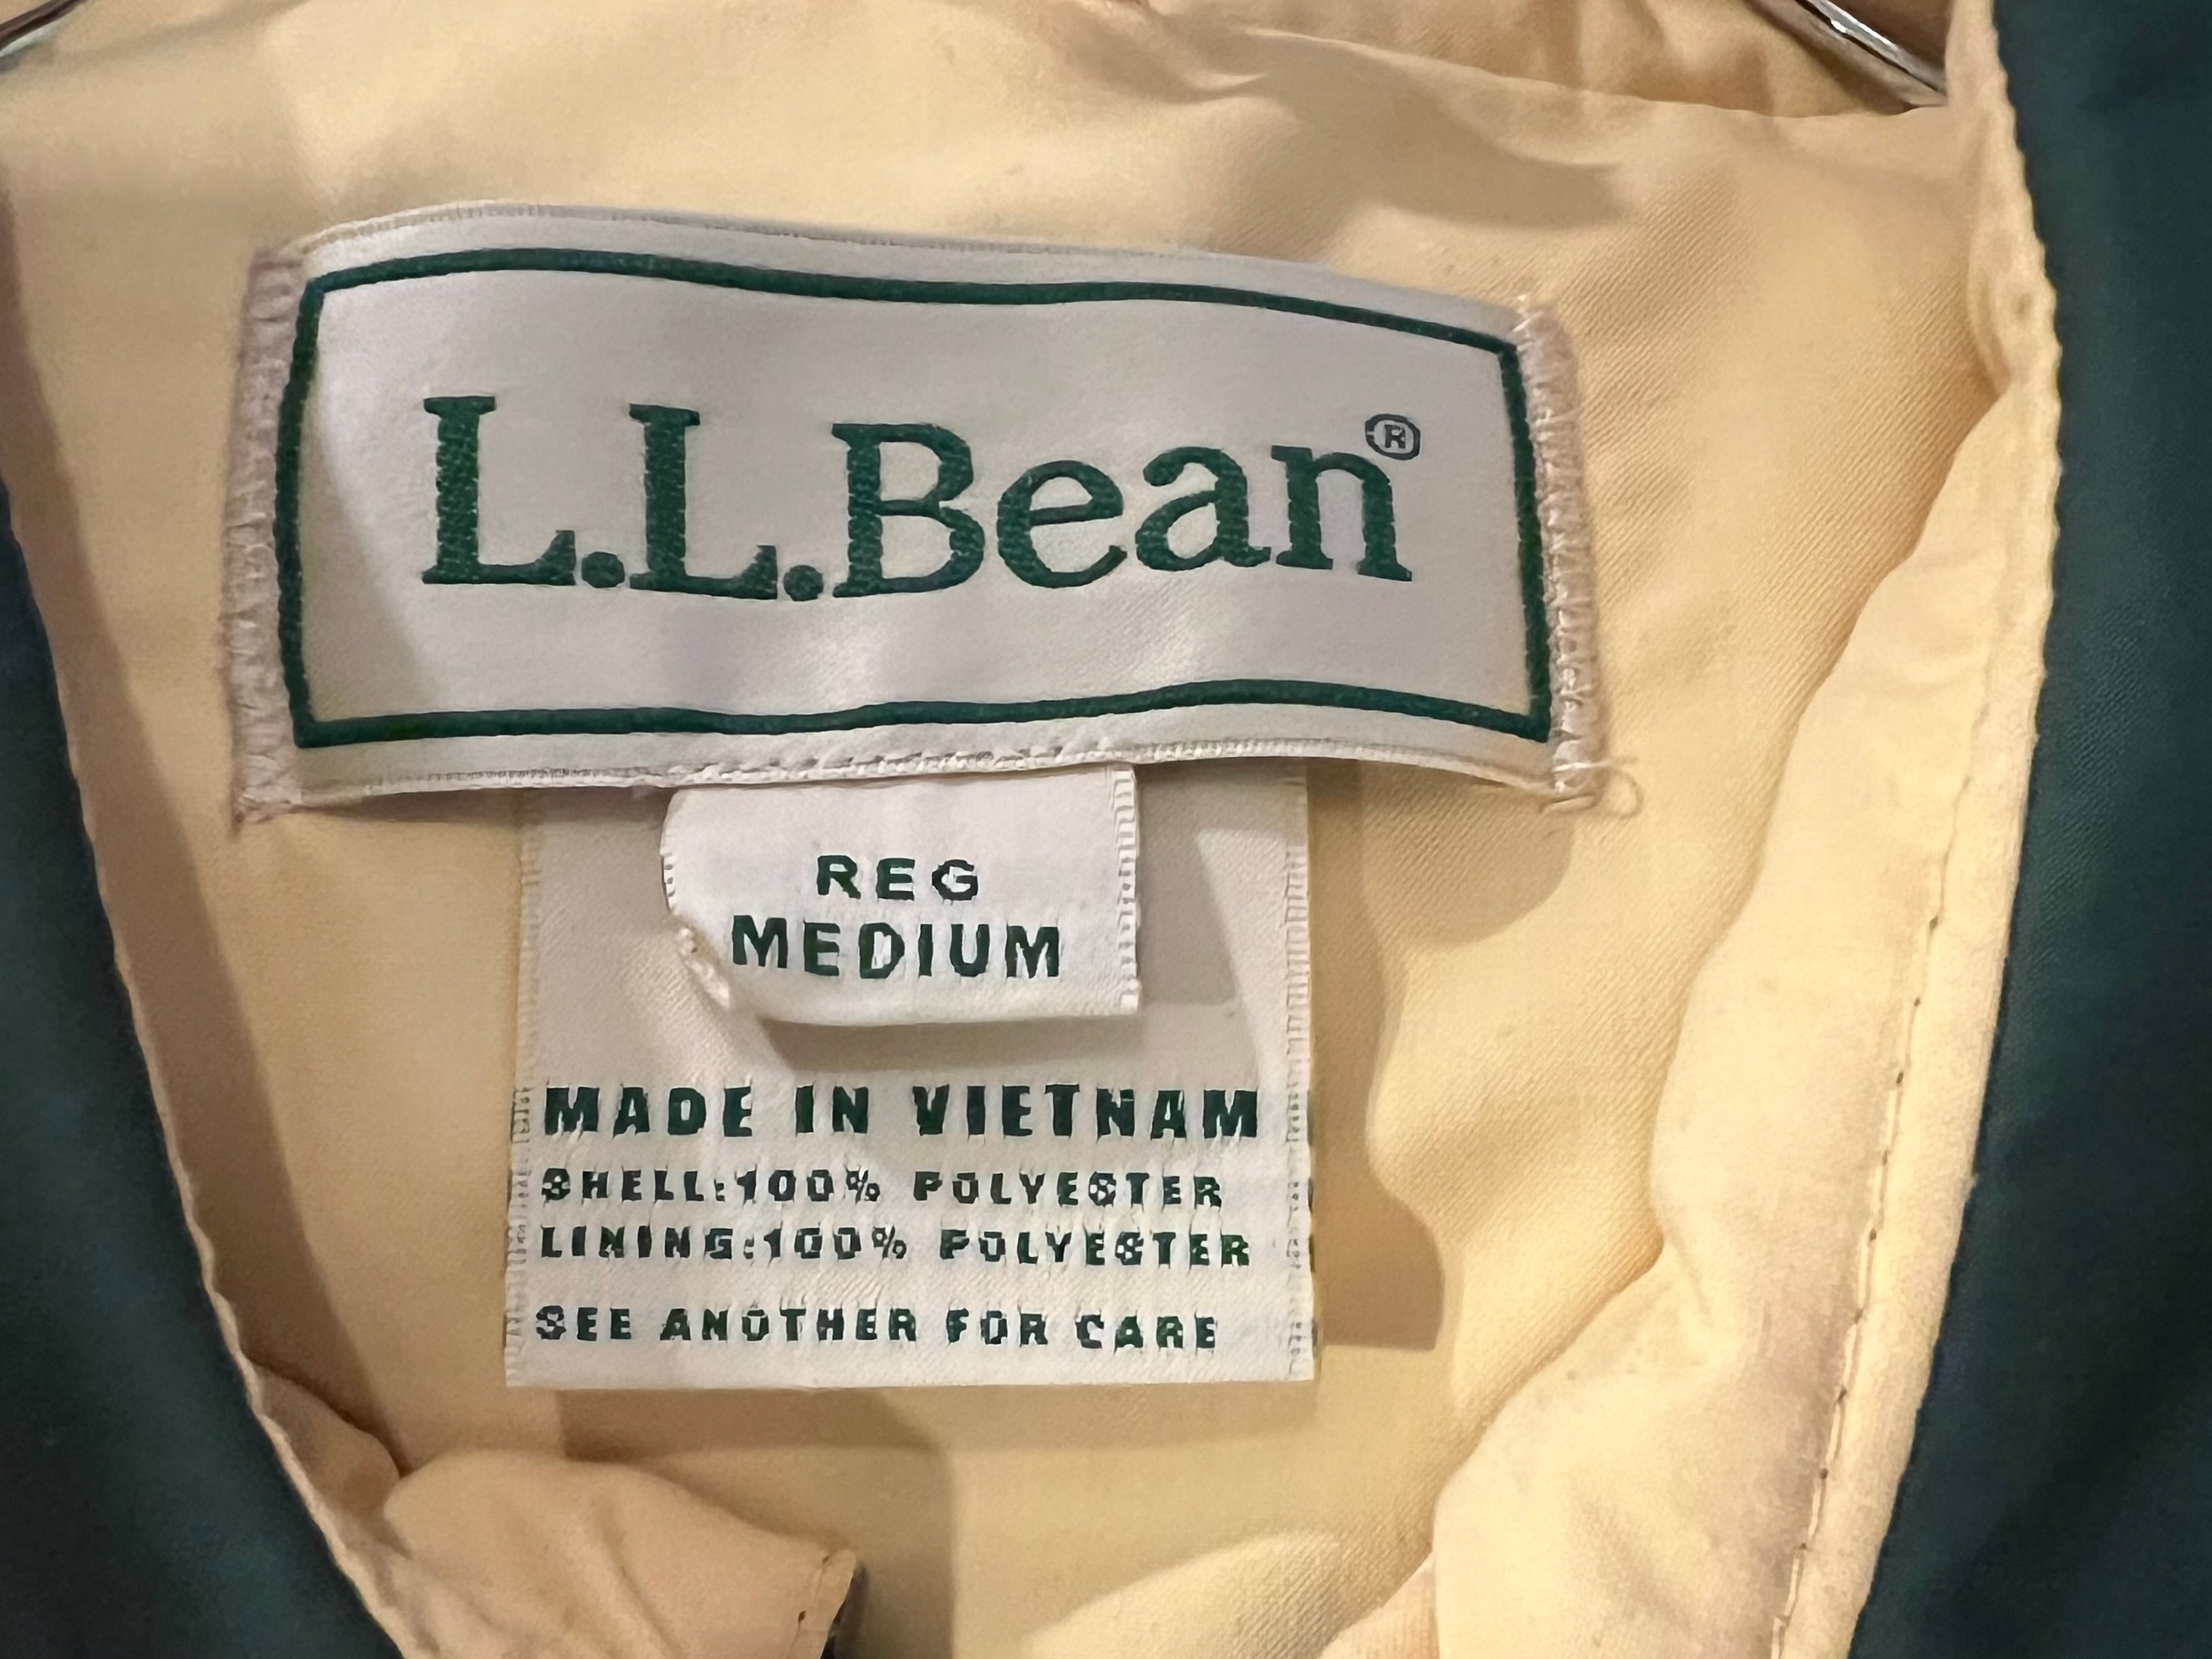 L.L.Bean®
REG
MEDIUM
MADE IN VIETNAM
SHELL:100% POLYESTER
LINING:100% POLYESTER
SEE ANOTHER FOR CARE